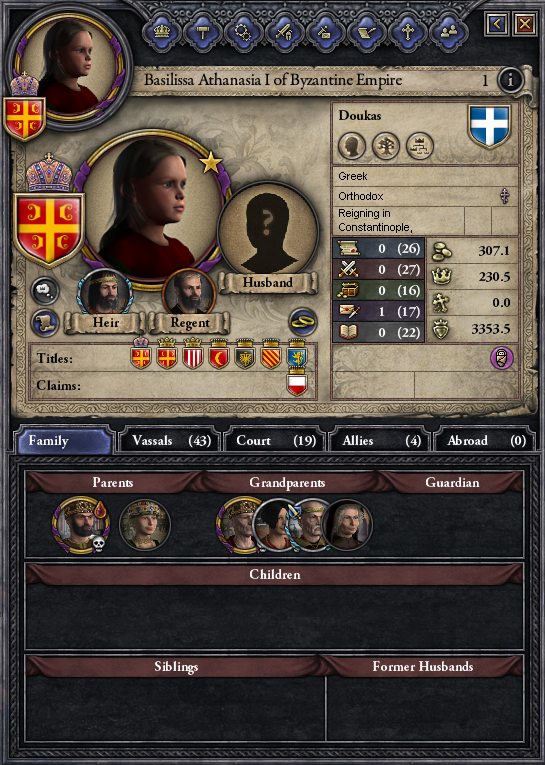 Basilissa Athanasia I of Byzantine Empire 1
Doukas
Greek
Orthodox
Reigning in
Constantinople,
Husband
Heir
Regent
0 (26)
0 (27)
0 (16)
1 (17)
0 (22)
307.1
230.5
0.0
3353.5
Titles:
Claims:
Family
Vassals (43)
Court (19)
Allies (4)
Abroad (0)
Parents
Grandparents
Guardian
Children
Siblings
Former Husbands